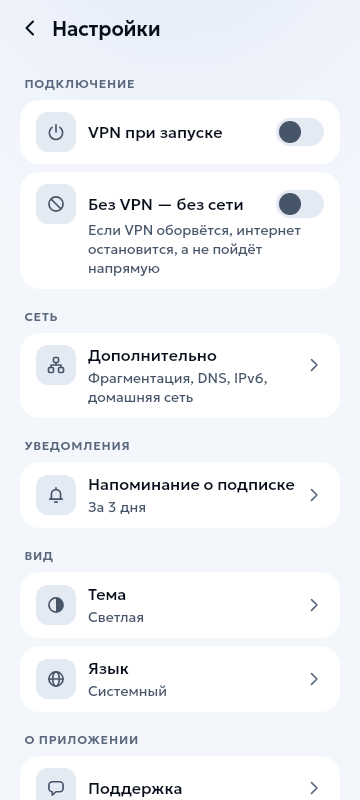 Настройки
ПОДКЛЮЧЕНИЕ
VPN при запуске
Без VPN — без сети
Если VPN оборвётся, интернет
остановится, а не пойдёт
напрямую
СЕТЬ
Дополнительно
Фрагментация, DNS, IPv6,
домашняя сеть
УВЕДОМЛЕНИЯ
Напоминание о подписке
За 3 дня
ВИД
Тема
Светлая
Язык
Системный
О ПРИЛОЖЕНИИ
Поддержка